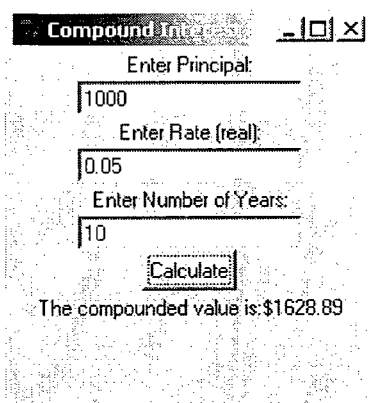 Compound Interest
Enter Principal:
1000
Enter Rate (real):
0.05
Enter Number of Years:
10
Calculate
The compounded value is:$1628.89